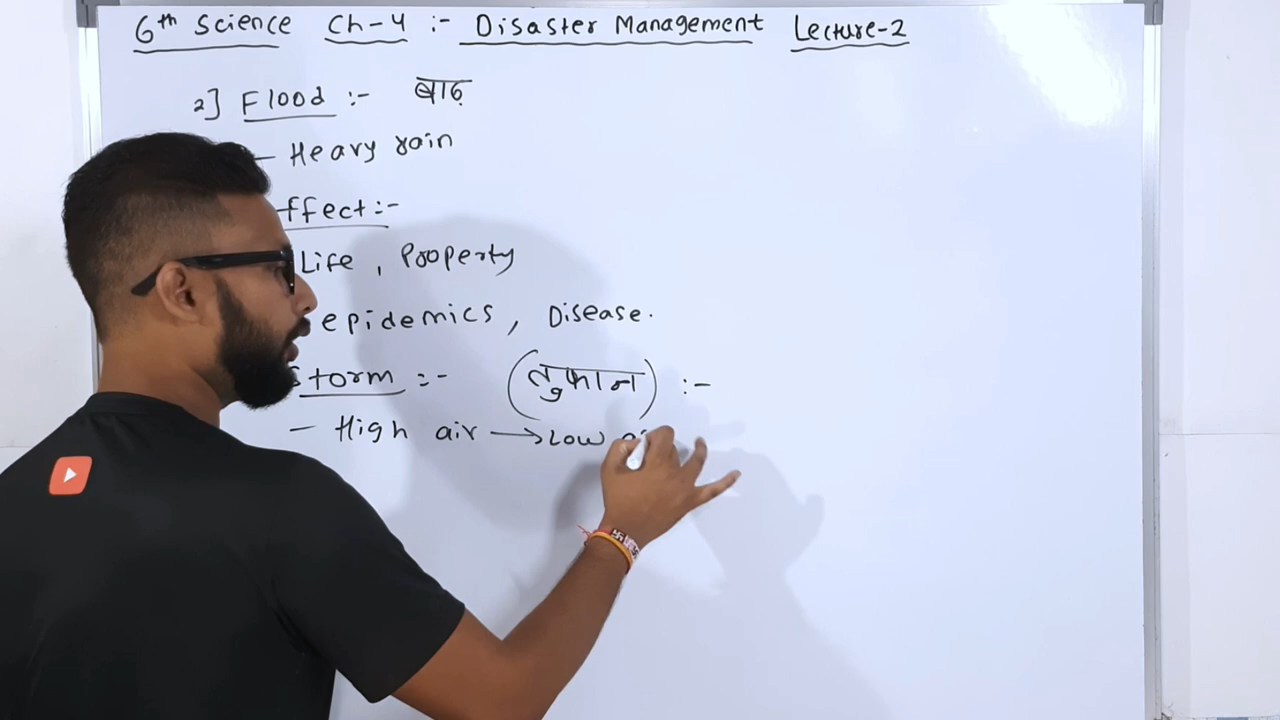 6th Science Ch-4 :- Disaster Management Lecture-2
2] Flood :- बाढ़
- Heavy rain
ffect:-
Life , Property
epidemics , Disease.
Storm :- (तुफान) :-
- High air → Low